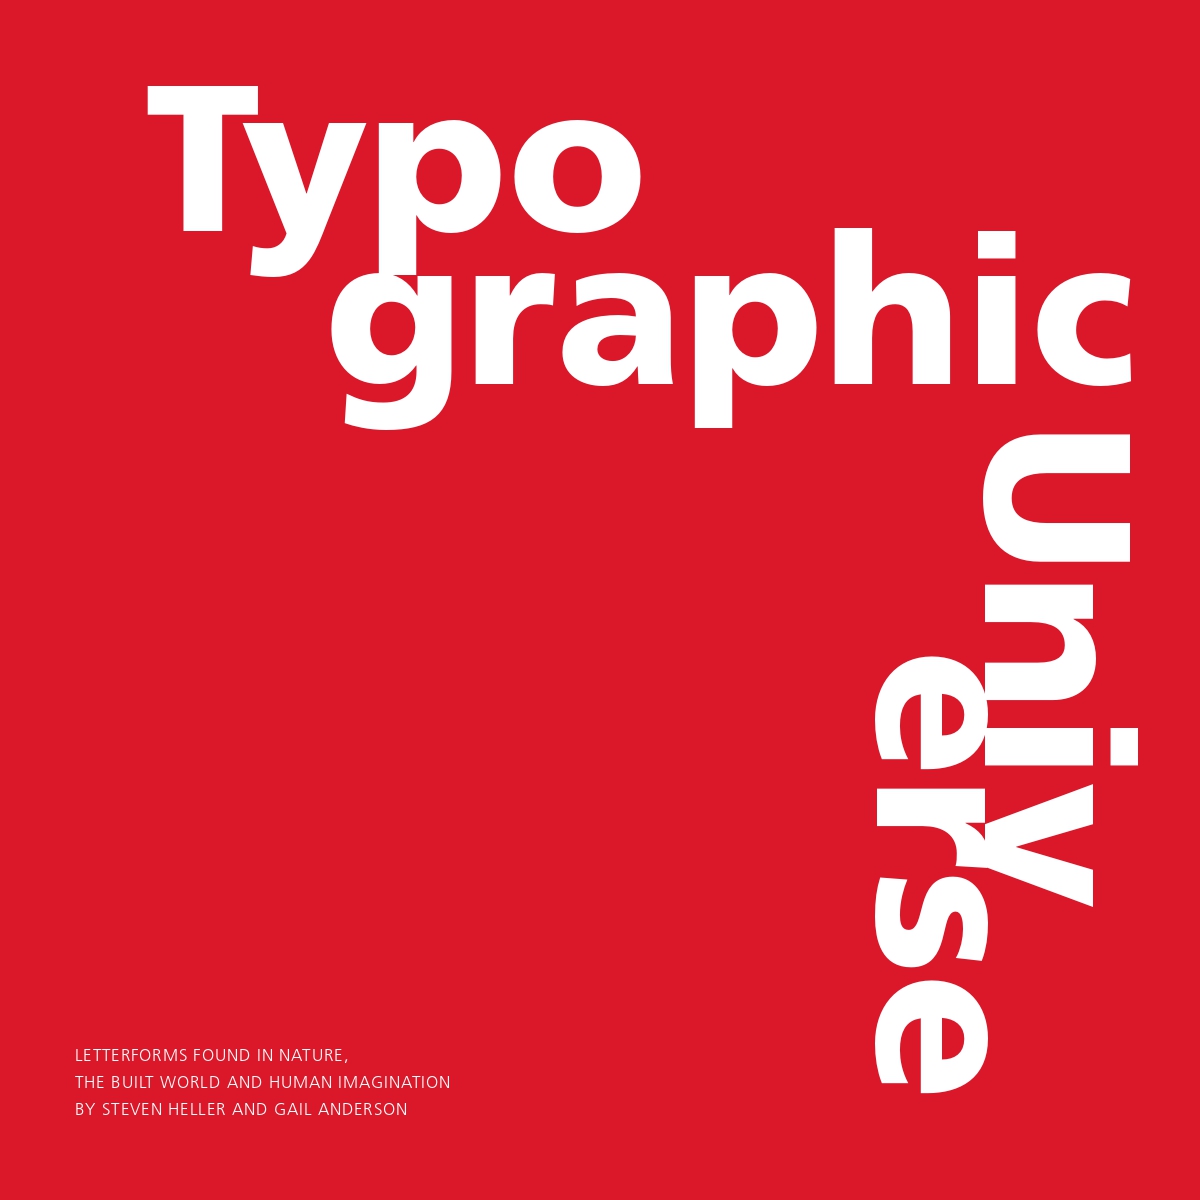 Typo
graphic
Univ
erse
LETTERFORMS FOUND IN NATURE,
THE BUILT WORLD AND HUMAN IMAGINATION
BY STEVEN HELLER AND GAIL ANDERSON